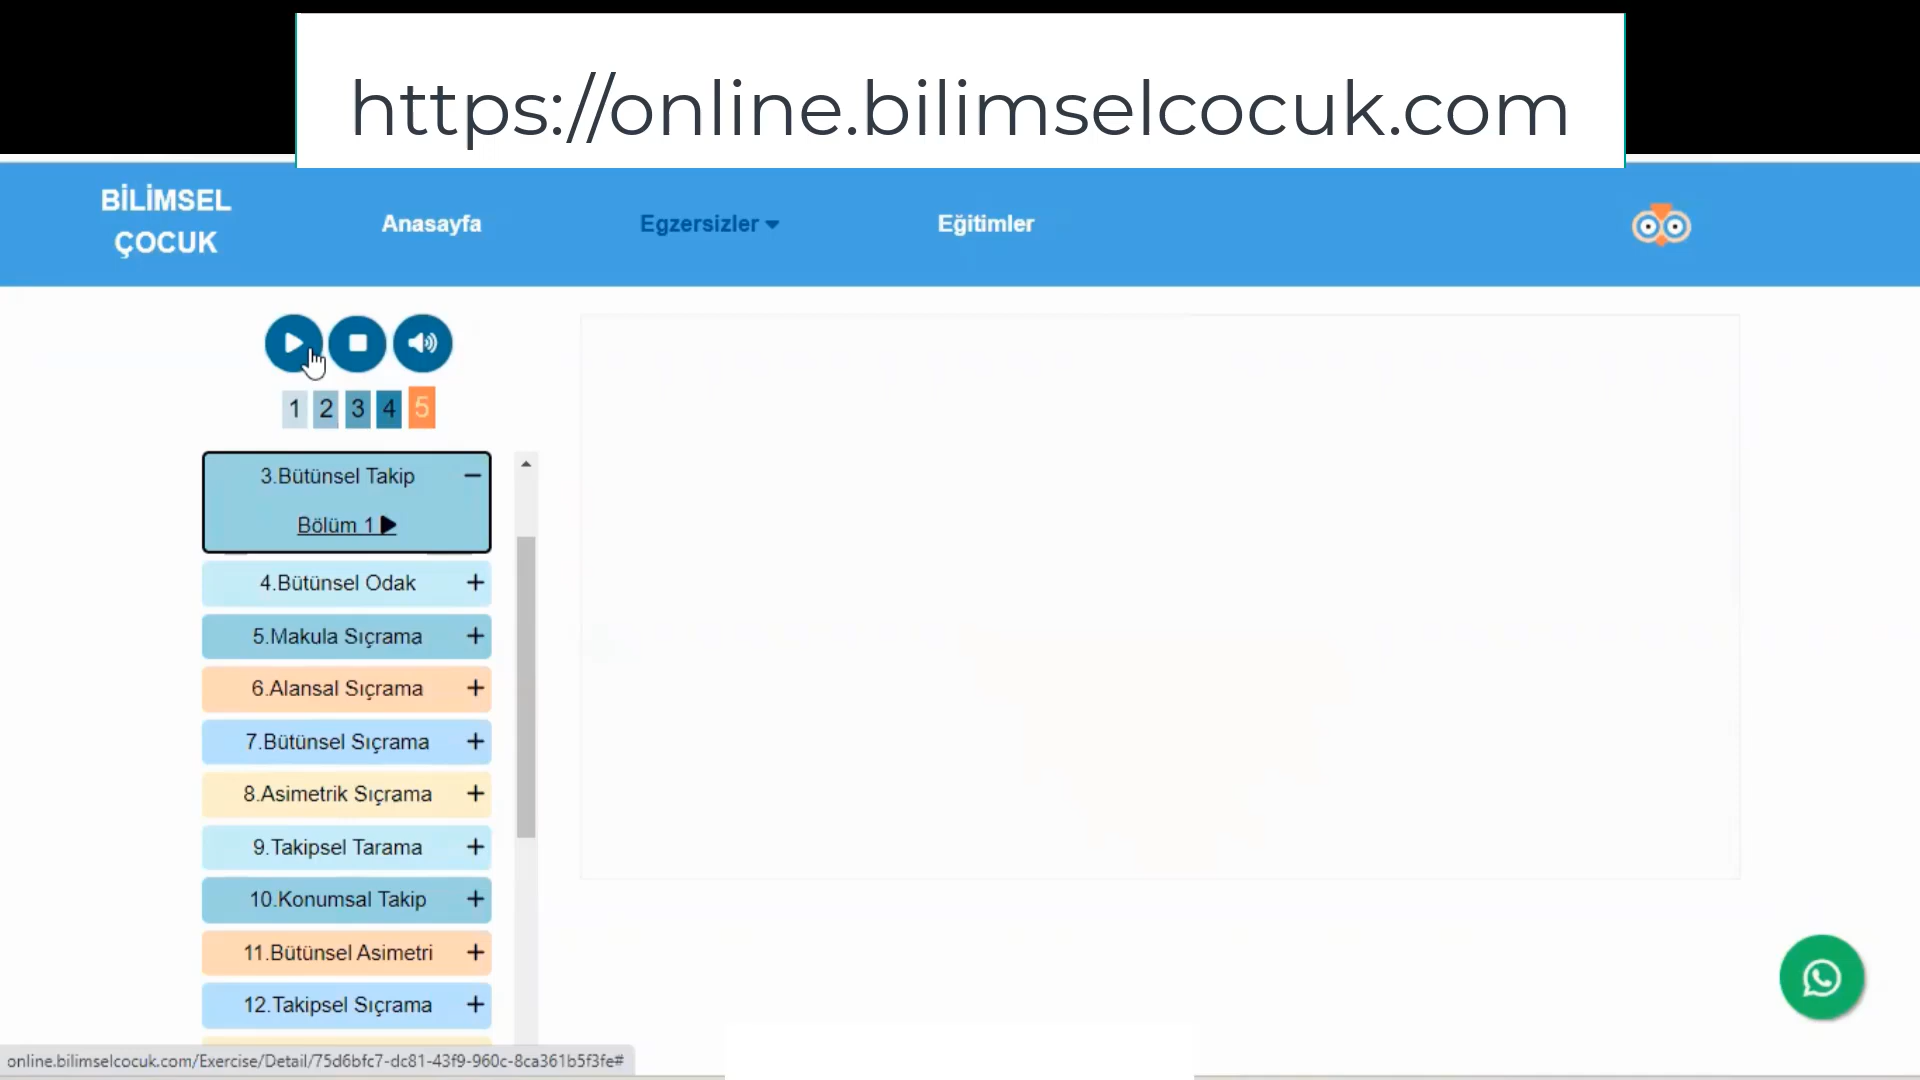 https://online.bilimselcocuk.com
BİLİMSEL
ÇOCUK
Anasayfa
Egzersizler
Eğitimler
1 2 3 4 5
3.Bütünsel Takip
Bölüm 1
4.Bütünsel Odak
5.Makula Sıçrama
6.Alansal Sıçrama
7.Bütünsel Sıçrama
8.Asimetrik Sıçrama
9.Takipsel Tarama
10.Konumsal Takip
11.Bütünsel Asimetri
12.Takipsel Sıçrama
online.bilimselcocuk.com/Exercise/Detail/75d6bfc7-dc81-43f9-960c-8ca361b5f3fe#